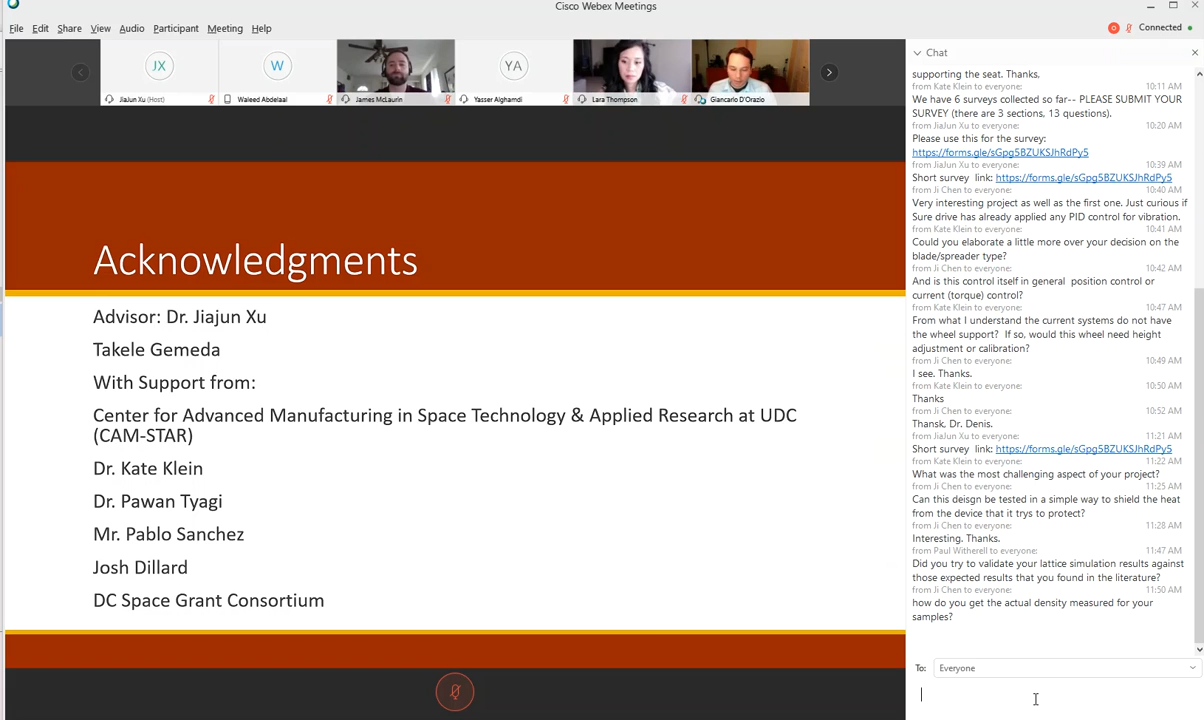 Cisco Webex Meetings
File Edit Share View Audio Participant Meeting Help
Connected
JX
W
YA
JiaJun Xu (Host)
Waleed Abdelaal
James McLaurin
Yasser Alghamdi
Lara Thompson
Giancarlo D'Orazio
Acknowledgments
Advisor: Dr. Jiajun Xu
Takele Gemeda
With Support from:
Center for Advanced Manufacturing in Space Technology & Applied Research at UDC
(CAM-STAR)
Dr. Kate Klein
Dr. Pawan Tyagi
Mr. Pablo Sanchez
Josh Dillard
DC Space Grant Consortium
Chat
supporting the seat. Thanks.
from Kate Klein to everyone: 10:11 AM
We have 6 surveys collected so far-- PLEASE SUBMIT YOUR
SURVEY (there are 3 sections, 13 questions).
from JiaJun Xu to everyone: 10:20 AM
Please use this for the survey:
https://forms.gle/sGpg5BZUKSJhRdPy5
from JiaJun Xu to everyone: 10:39 AM
Short survey link: https://forms.gle/sGpg5BZUKSJhRdPy5
from Ji Chen to everyone: 10:40 AM
Very interesting project as well as the first one. Just curious if
Sure drive has already applied any PID control for vibration.
from Kate Klein to everyone: 10:41 AM
Could you elaborate a little more over your decision on the
blade/spreader type?
from Ji Chen to everyone: 10:42 AM
And is this control itself in general position control or
current (torque) control?
from Kate Klein to everyone: 10:47 AM
From what I understand the current systems do not have
the wheel support? If so, would this wheel need height
adjustment or calibration?
from Ji Chen to everyone: 10:49 AM
I see. Thanks.
from Kate Klein to everyone: 10:50 AM
Thanks
from Ji Chen to everyone: 10:52 AM
Thansk, Dr. Denis.
from JiaJun Xu to everyone: 11:21 AM
Short survey link: https://forms.gle/sGpg5BZUKSJhRdPy5
from Kate Klein to everyone: 11:22 AM
What was the most challenging aspect of your project?
from Ji Chen to everyone: 11:25 AM
Can this deisgn be tested in a simple way to shield the heat
from the device that it trys to protect?
from Ji Chen to everyone: 11:28 AM
Interesting. Thanks.
from Paul Witherell to everyone: 11:47 AM
Did you try to validate your lattice simulation results against
those expected results that you found in the literature?
from Ji Chen to everyone: 11:50 AM
how do you get the actual density measured for your
samples?
To: Everyone